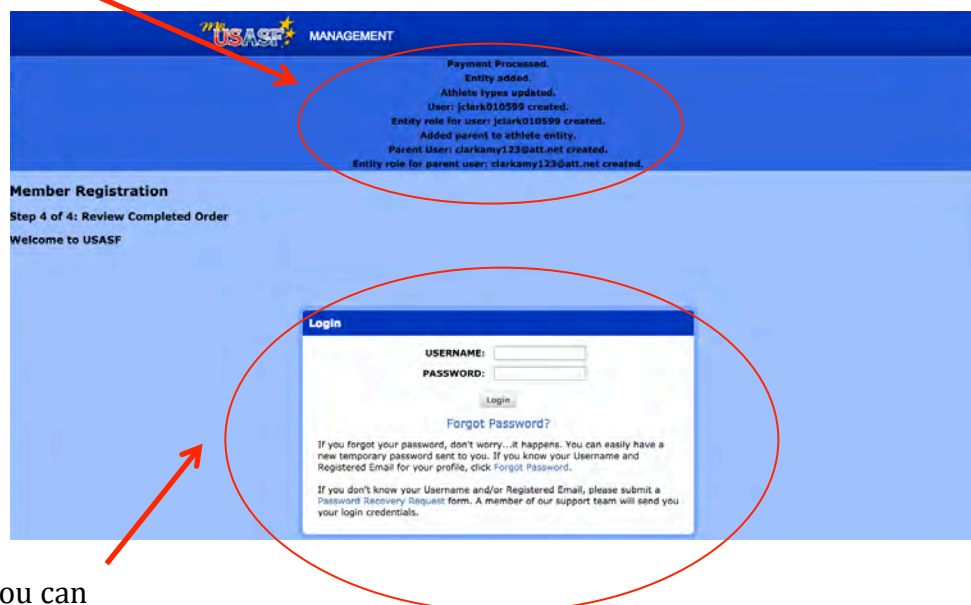 my USASF MANAGEMENT
Payment Processed.
Entity added.
Athlete types updated.
User: jclark010599 created.
Entity role for user: jclark010599 created.
Added parent to athlete entity.
Parent User: clarkamy123@att.net created.
Entity role for parent user: clarkamy123@att.net created.
Member Registration
Step 4 of 4: Review Completed Order
Welcome to USASF
Login
USERNAME:
PASSWORD:
Login
Forgot Password?
If you forgot your password, don't worry...it happens. You can easily have a
new temporary password sent to you. If you know your Username and
Registered Email for your profile, click Forgot Password.
If you don't know your Username and/or Registered Email, please submit a
Password Recovery Request form. A member of our support team will send you
your login credentials.
ou can